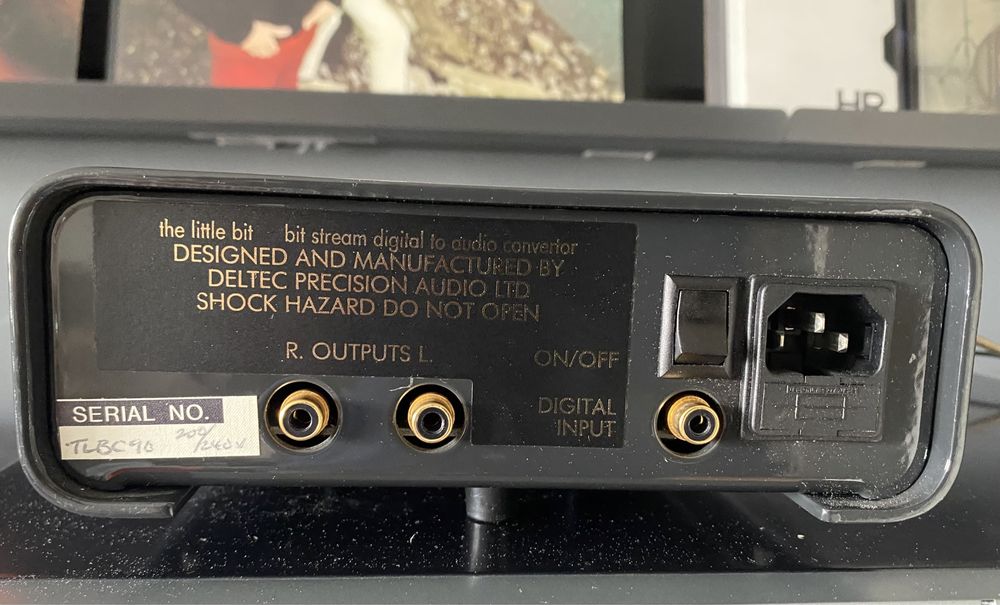 HR
the little bit bit stream digital to audio convertor
DESIGNED AND MANUFACTURED BY
DELTEC PRECISION AUDIO LTD
SHOCK HAZARD DO NOT OPEN
R. OUTPUTS L.
ON/OFF
DIGITAL
INPUT
SERIAL NO.
TLBC90 200/240V